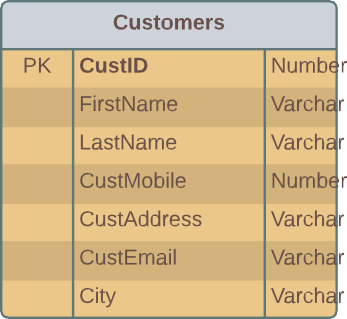 Customers
PK CustID Number
FirstName Varchar
LastName Varchar
CustMobile Number
CustAddress Varchar
CustEmail Varchar
City Varchar